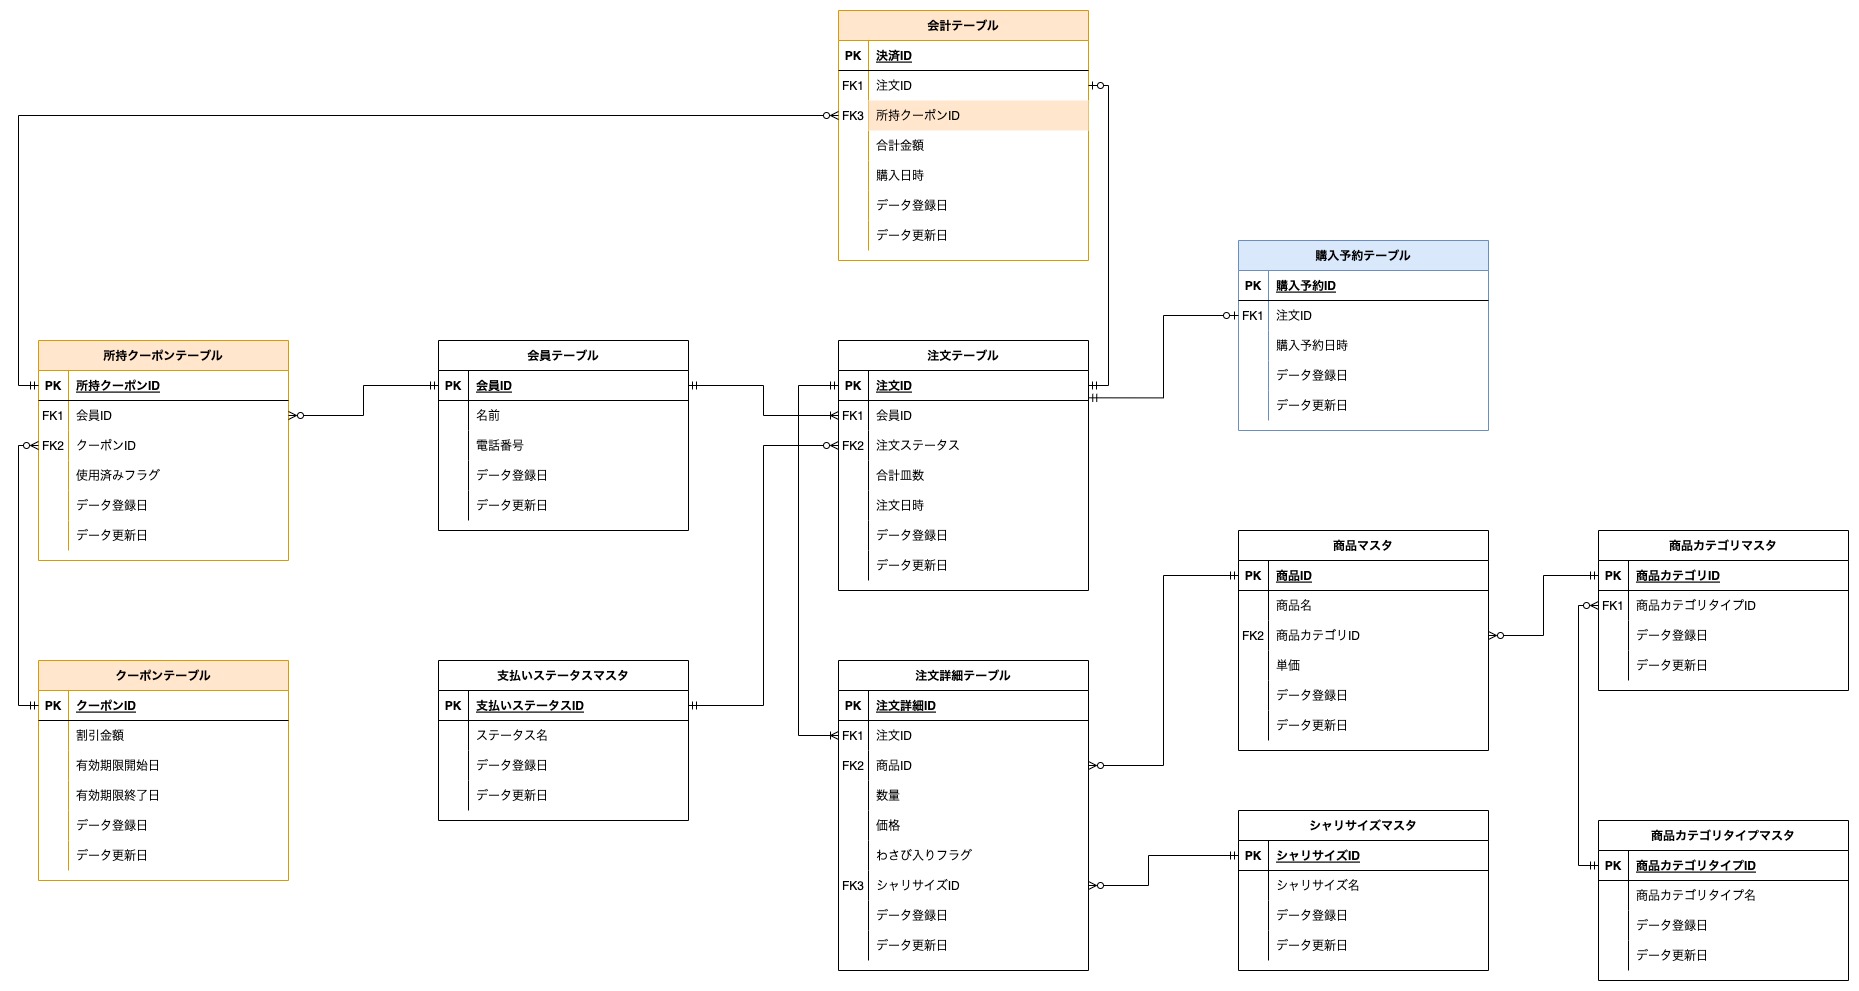 会計テーブル
PK 決済ID
FK1 注文ID
FK3 所持クーポンID
合計金額
購入日時
データ登録日
データ更新日
購入予約テーブル
PK 購入予約ID
FK1 注文ID
購入予約日時
データ登録日
データ更新日
所持クーポンテーブル
PK 所持クーポンID
FK1 会員ID
FK2 クーポンID
使用済みフラグ
データ登録日
データ更新日
会員テーブル
PK 会員ID
名前
電話番号
データ登録日
データ更新日
注文テーブル
PK 注文ID
FK1 会員ID
FK2 注文ステータス
合計皿数
注文日時
データ登録日
データ更新日
商品マスタ
PK 商品ID
商品名
FK2 商品カテゴリID
単価
データ登録日
データ更新日
商品カテゴリマスタ
PK 商品カテゴリID
FK1 商品カテゴリタイプID
データ登録日
データ更新日
クーポンテーブル
PK クーポンID
割引金額
有効期限開始日
有効期限終了日
データ登録日
データ更新日
支払いステータスマスタ
PK 支払いステータスID
ステータス名
データ登録日
データ更新日
注文詳細テーブル
PK 注文詳細ID
FK1 注文ID
FK2 商品ID
数量
価格
わさび入りフラグ
FK3 シャリサイズID
データ登録日
データ更新日
シャリサイズマスタ
PK シャリサイズID
シャリサイズ名
データ登録日
データ更新日
商品カテゴリタイプマスタ
PK 商品カテゴリタイプID
商品カテゴリタイプ名
データ登録日
データ更新日